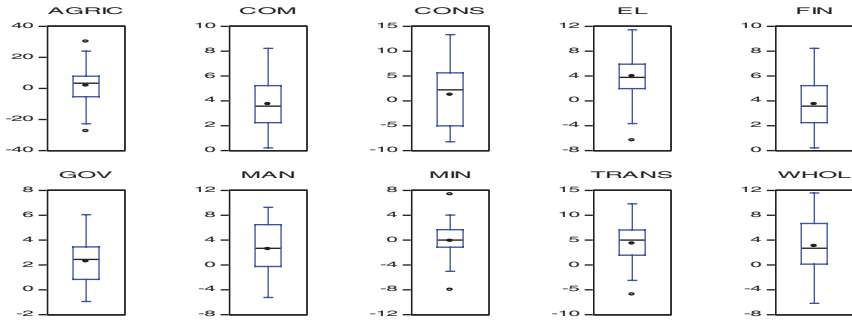 AGRIC COM CONS EL FIN
40 10 15 12 10
8 10 8 8
20
6 5 4 6
0
4 0 0 4
-20
2 -5 -4 2
-40 0 -10 -8 0
GOV MAN MIN TRANS WHOL
8 12 8 15 12
6 8 4 10 8
4 4 0 5 4
2 0 -4 0 0
0 -4 -8 -5 -4
-2 -8 -12 -10 -8